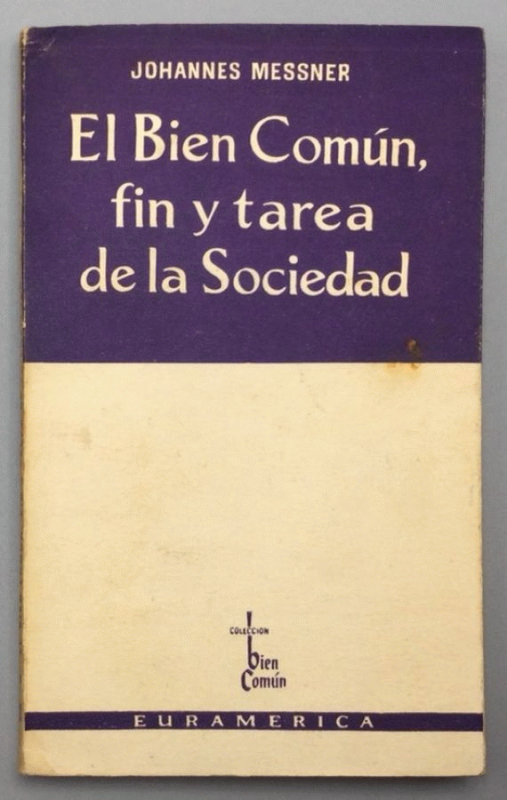 JOHANNES MESSNER
El Bien Común,
fin y tarea
de la Sociedad
COLECCION
bien
Común
EURAMERICA